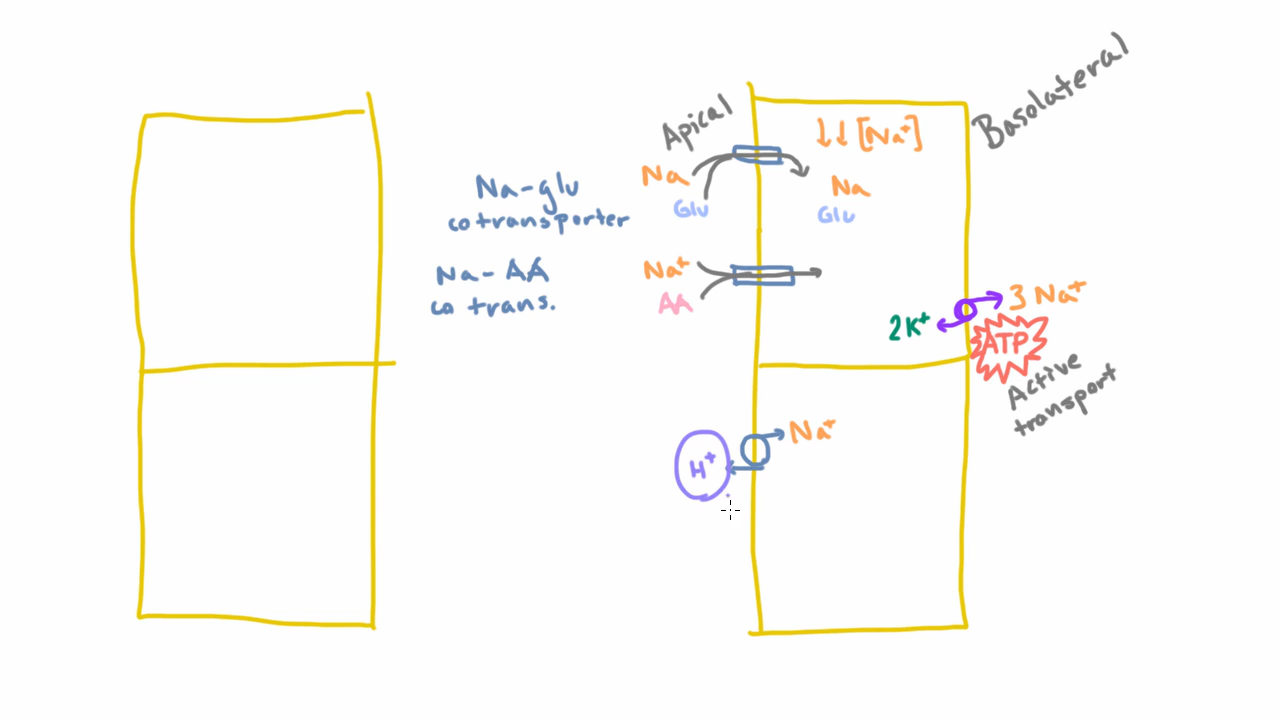 Apical
Basolateral
↓↓ [Na⁺]
Na-glu
cotransporter
Na
Glu
Na
Glu
Na - AA
co trans.
Na⁺
AA
2K⁺
3 Na⁺
ATP
Active
transport
Na⁺
H⁺